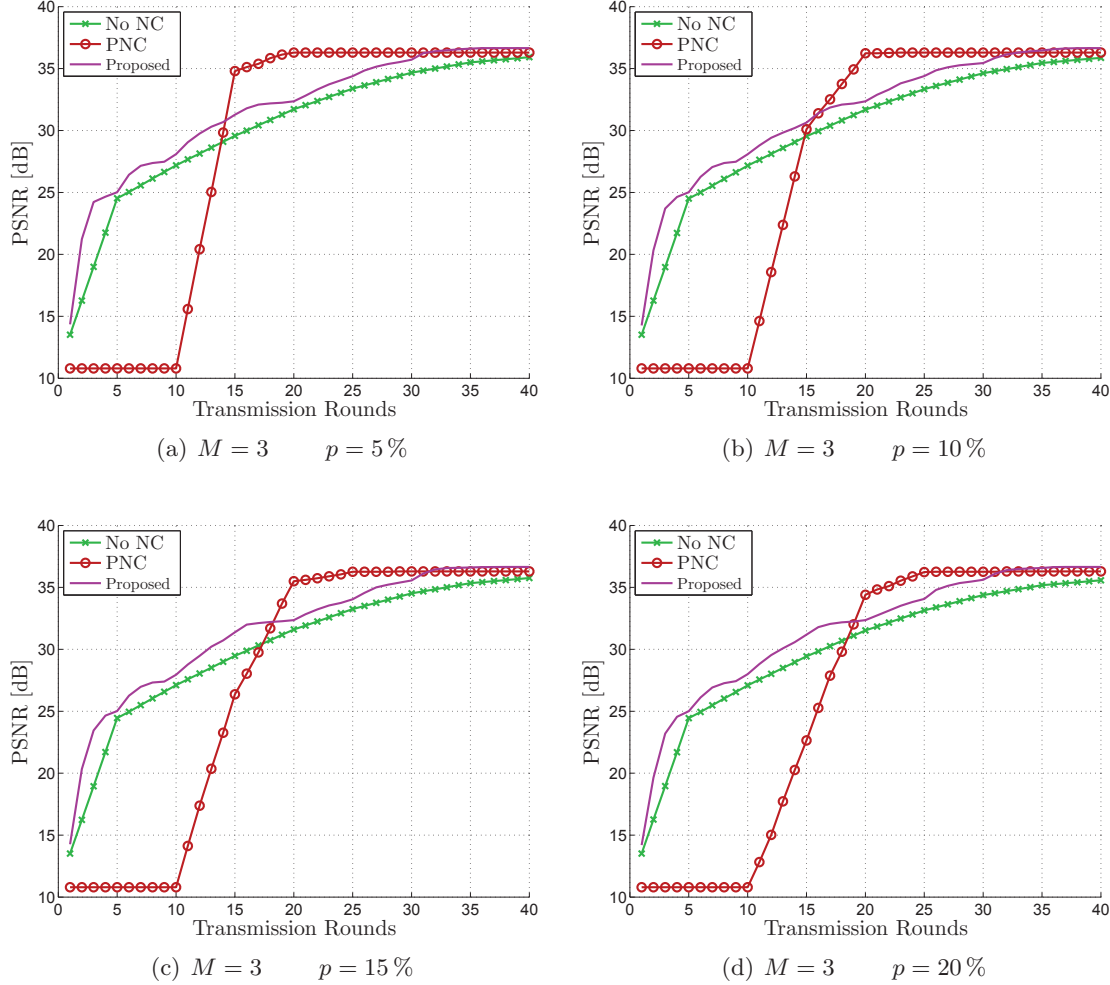 40
35
30
25
20
15
10
PSNR [dB]
No NC
PNC
Proposed
0 5 10 15 20 25 30 35 40
Transmission Rounds
(a) M = 3 p = 5 %
40
35
30
25
20
15
10
PSNR [dB]
No NC
PNC
Proposed
0 5 10 15 20 25 30 35 40
Transmission Rounds
(b) M = 3 p = 10 %
40
35
30
25
20
15
10
PSNR [dB]
No NC
PNC
Proposed
0 5 10 15 20 25 30 35 40
Transmission Rounds
(c) M = 3 p = 15 %
40
35
30
25
20
15
10
PSNR [dB]
No NC
PNC
Proposed
0 5 10 15 20 25 30 35 40
Transmission Rounds
(d) M = 3 p = 20 %